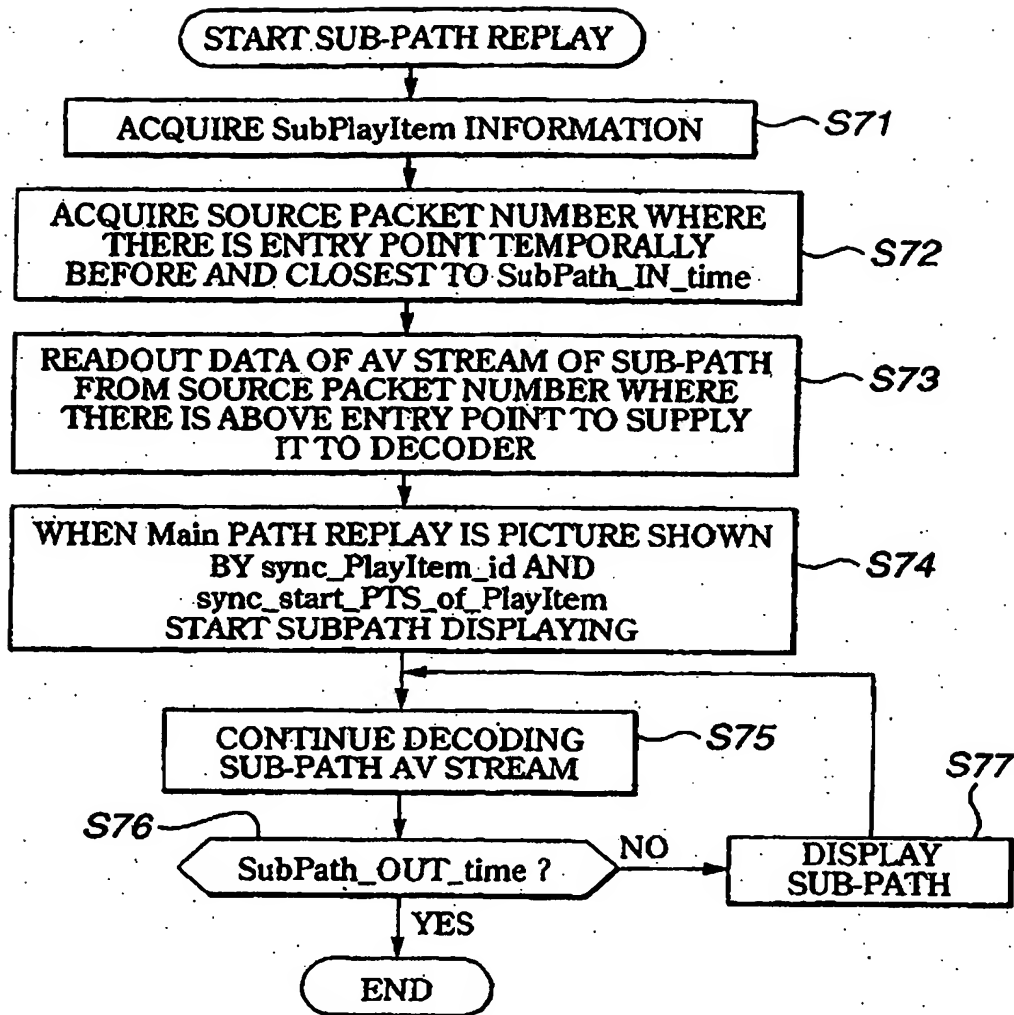 START SUB-PATH REPLAY
ACQUIRE SubPlayItem INFORMATION
S71
ACQUIRE SOURCE PACKET NUMBER WHERE
THERE IS ENTRY POINT TEMPORALLY
BEFORE AND CLOSEST TO SubPath_IN_time
S72
READOUT DATA OF AV STREAM OF SUB-PATH
FROM SOURCE PACKET NUMBER WHERE
THERE IS ABOVE ENTRY POINT TO SUPPLY
IT TO DECODER
S73
WHEN Main PATH REPLAY IS PICTURE SHOWN
BY sync_PlayItem_id AND
sync_start_PTS_of_PlayItem
START SUBPATH DISPLAYING
S74
CONTINUE DECODING
SUB-PATH AV STREAM
S75
S76
SubPath_OUT_time ?
NO
S77
DISPLAY
SUB-PATH
YES
END